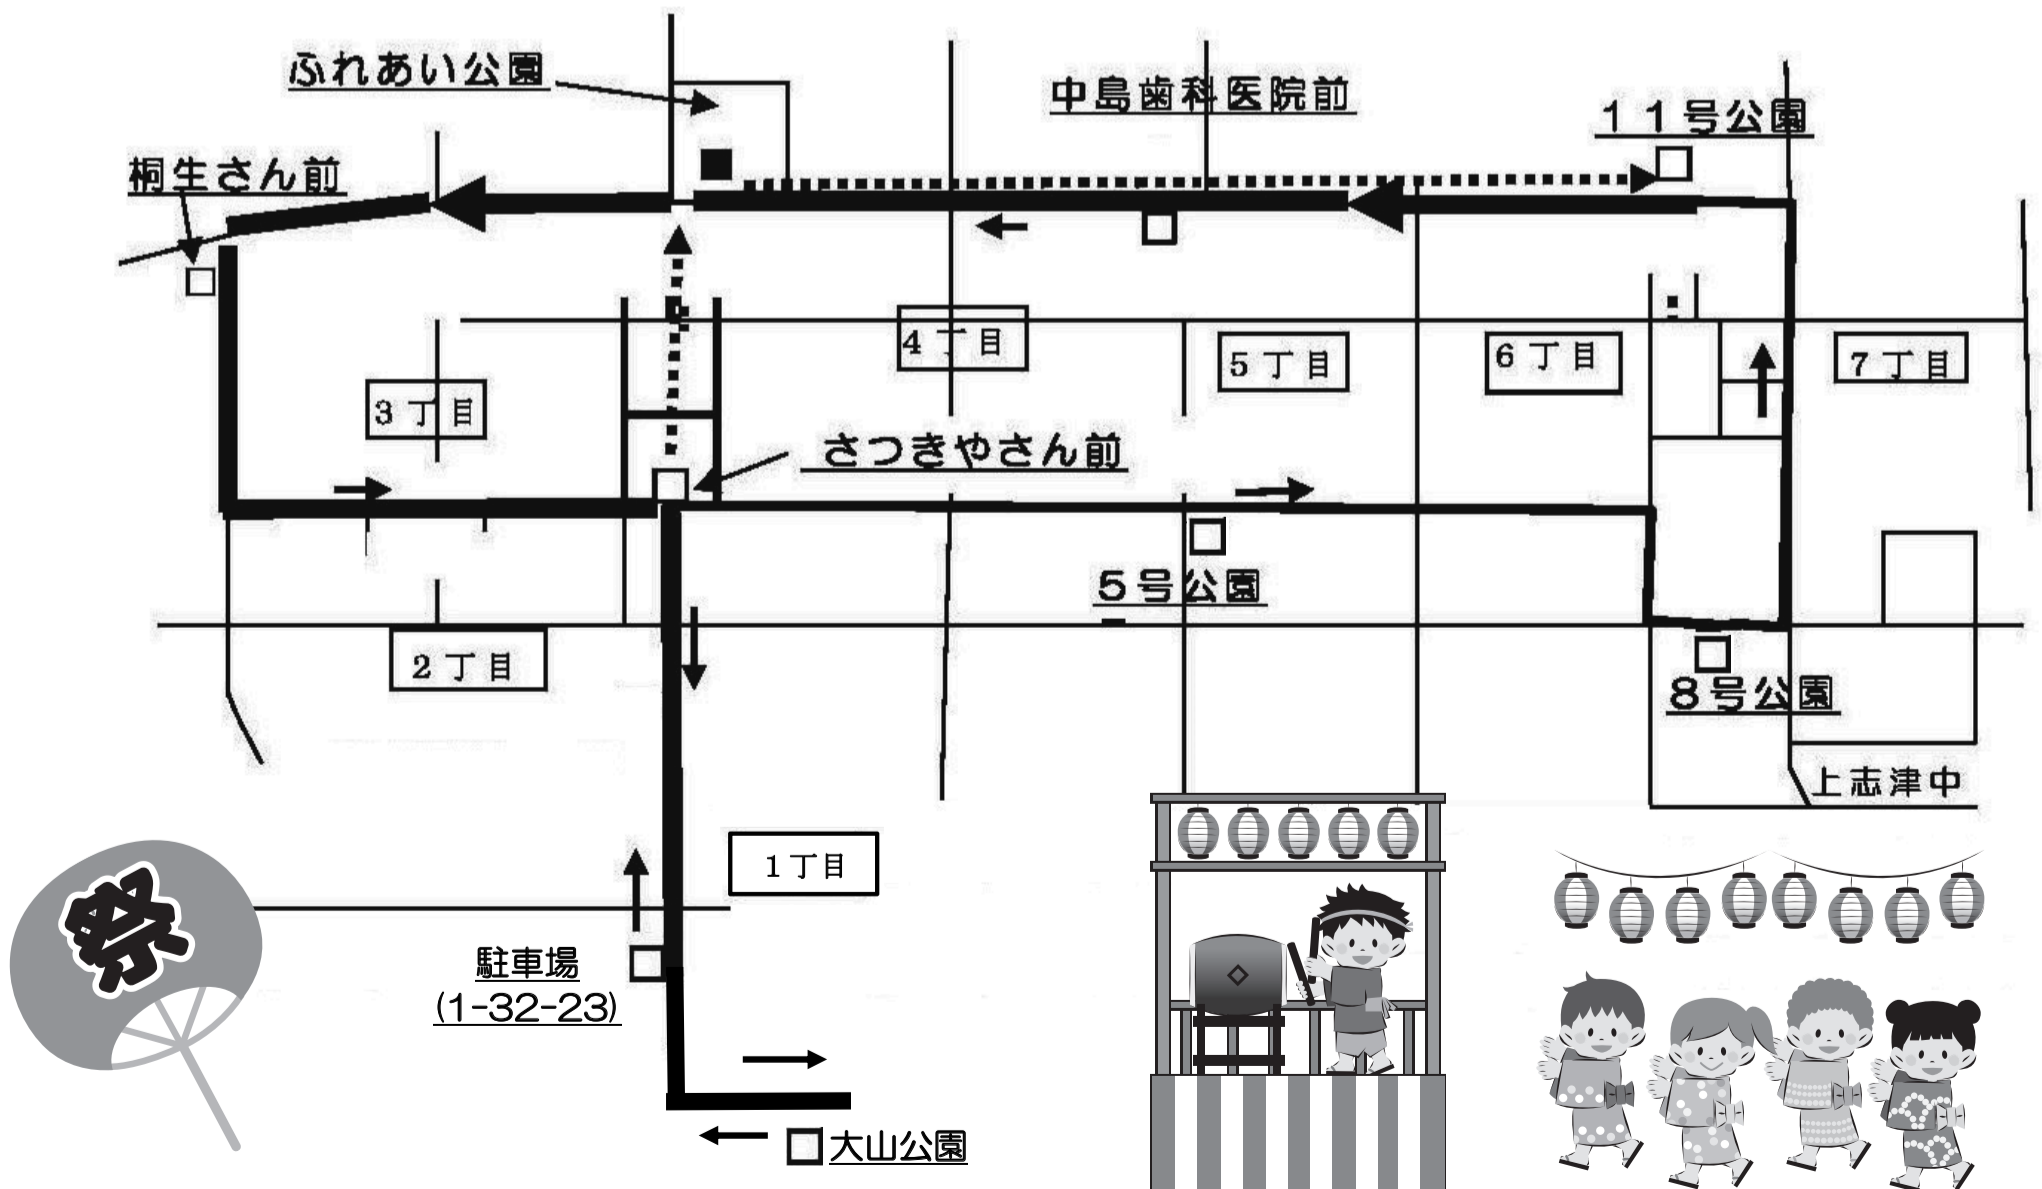 ふれあい公園
中島歯科医院前
11号公園
桐生さん前
4丁目
5丁目
6丁目
7丁目
3丁目
さつきやさん前
5号公園
2丁目
8号公園
上志津中
1丁目
祭
駐車場
(1-32-23)
大山公園